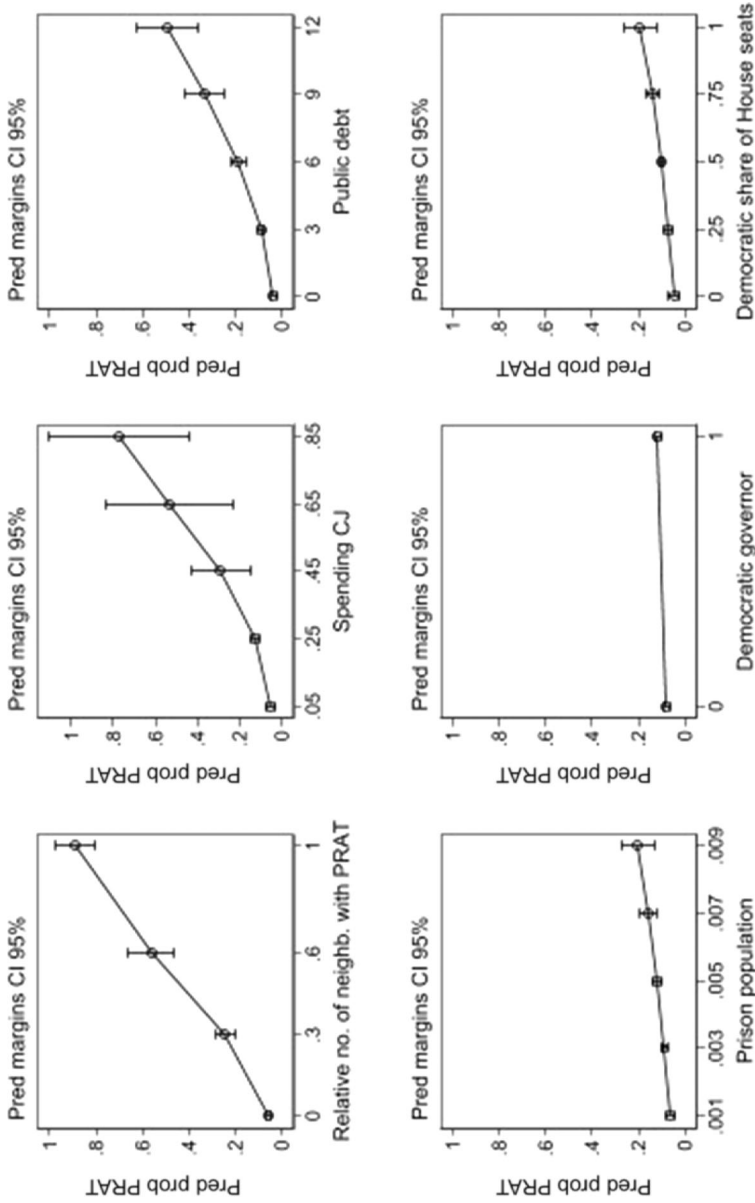 Pred margins CI 95%
Pred prob PRAT
1
.8
.6
.4
.2
0
0 .3 .6 1
Relative no. of neighb. with PRAT
Pred margins CI 95%
Pred prob PRAT
1
.8
.6
.4
.2
0
.05 .25 .45 .65 .85
Spending CJ
Pred margins CI 95%
Pred prob PRAT
1
.8
.6
.4
.2
0
0 3 6 9 12
Public debt
Pred margins CI 95%
Pred prob PRAT
1
.8
.6
.4
.2
0
.001 .003 .005 .007 .009
Prison population
Pred margins CI 95%
Pred prob PRAT
1
.8
.6
.4
.2
0
0 1
Democratic governor
Pred margins CI 95%
Pred prob PRAT
1
.8
.6
.4
.2
0
0 .25 .5 .75 1
Democratic share of House seats